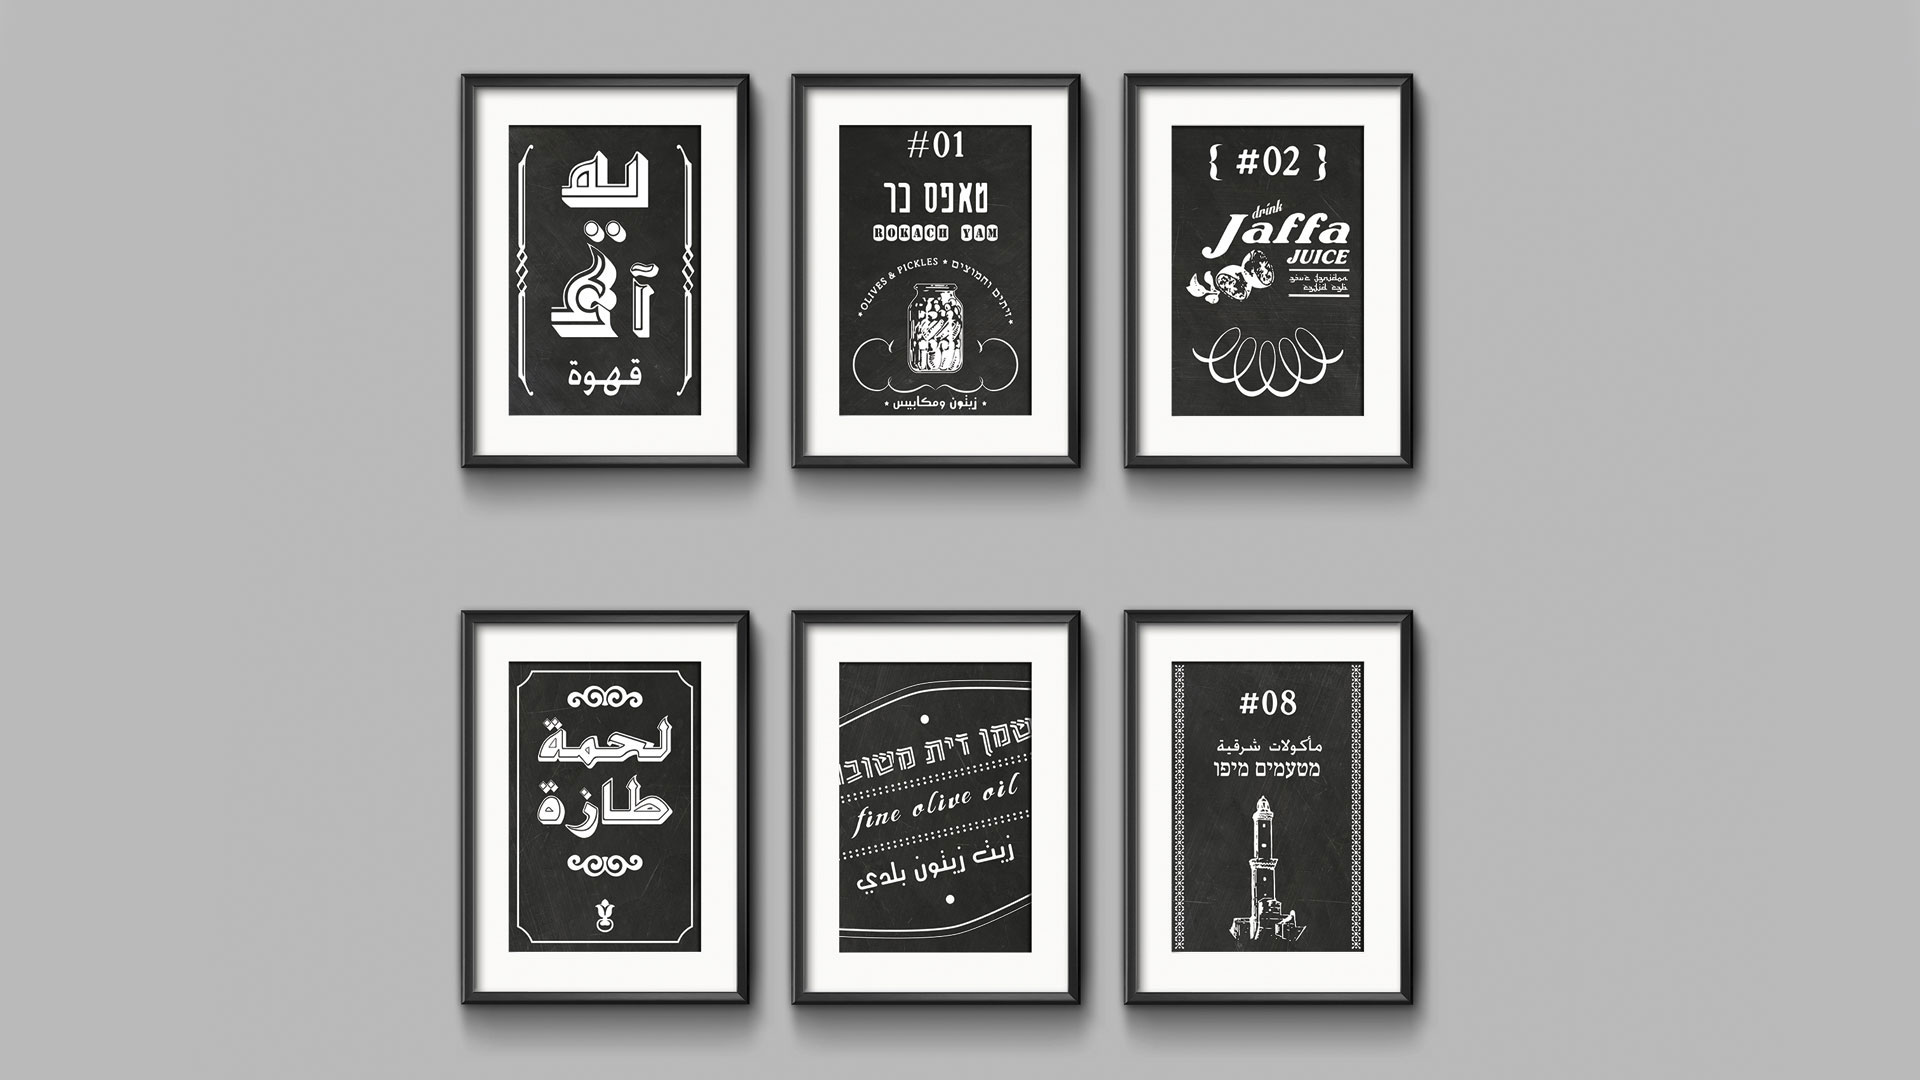 قهوة
#01
טאפס בר
ROKACH YAM
★ OLIVES & PICKLES ★ זיתים וחמוצים ★
★ زيتون ومكابيس ★
{ #02 }
drink
Jaffa
JUICE
لحمة
طازة
שמן זית משובח
fine olive oil
زيت زيتون بلدي
#08
مأكولات شرقية
מטעמים מיפו